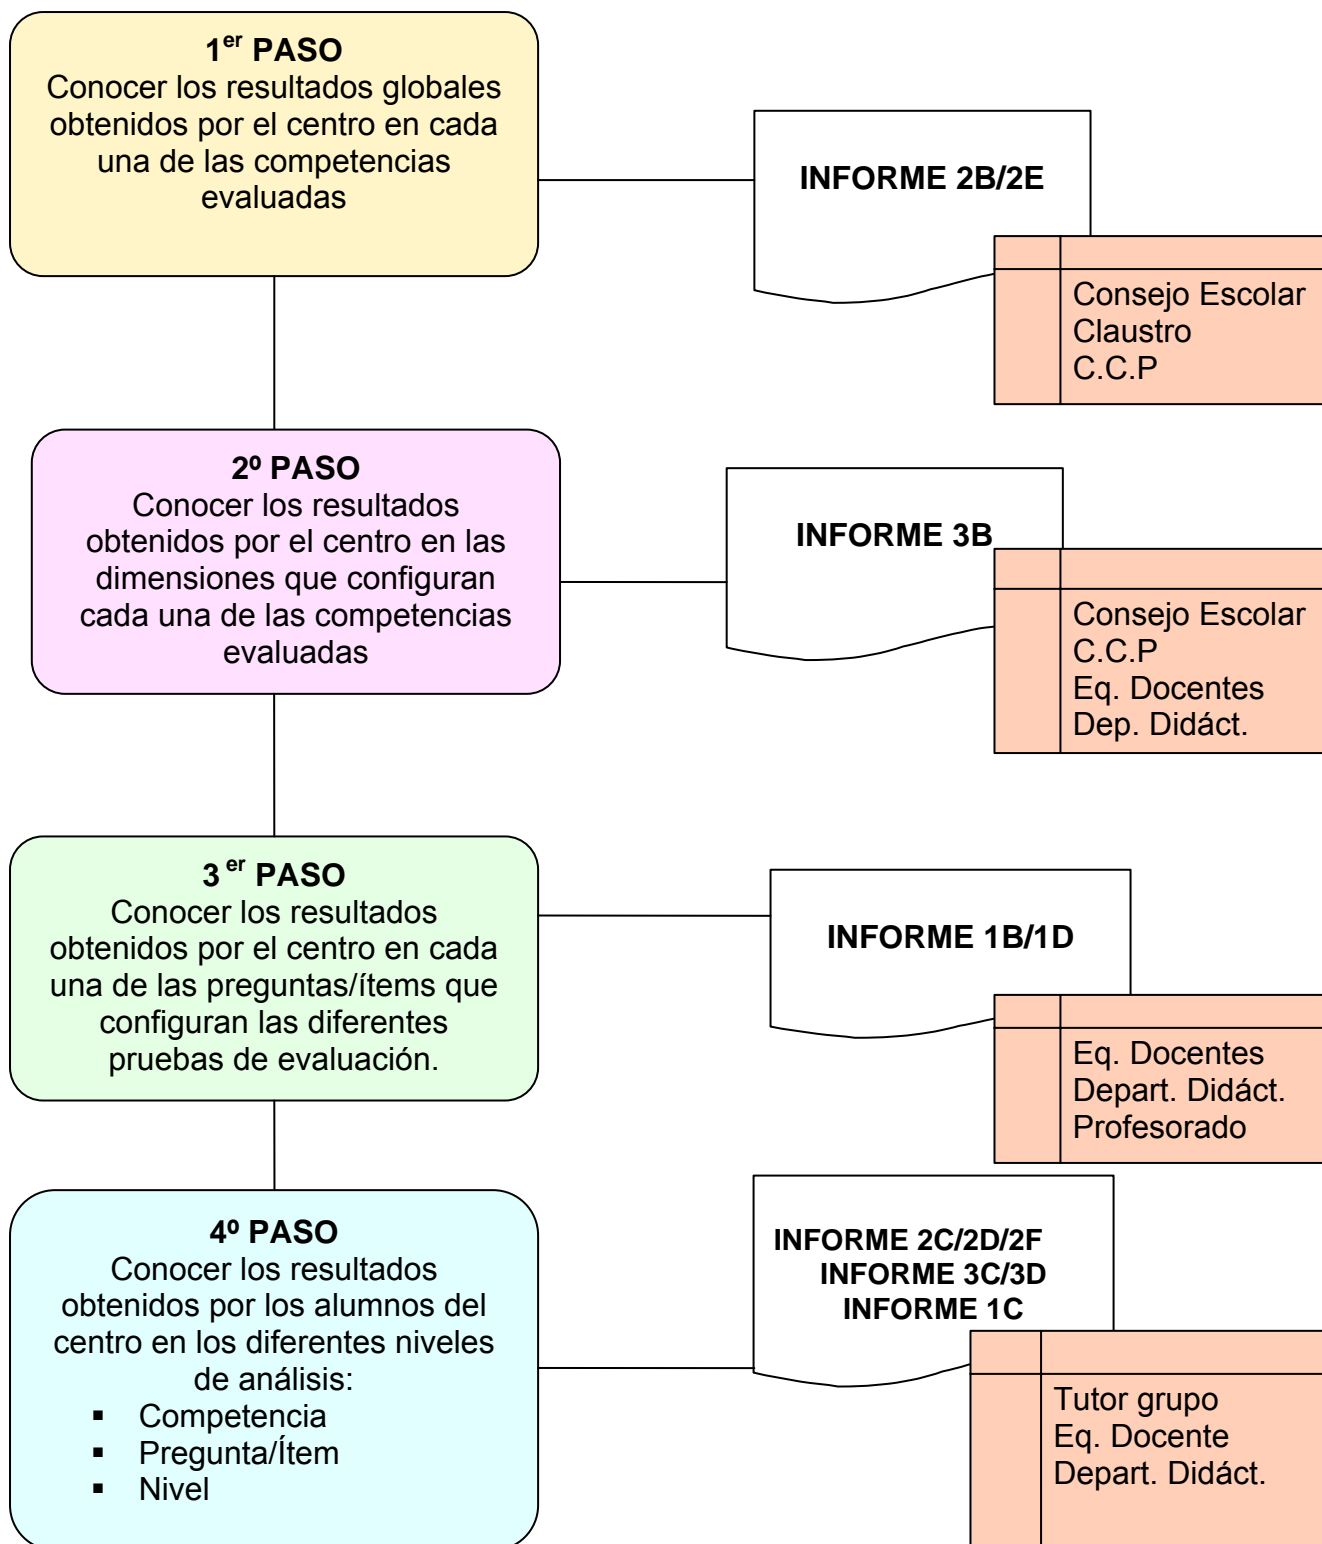 1er PASO
Conocer los resultados globales
obtenidos por el centro en cada
una de las competencias
evaluadas
INFORME 2B/2E
Consejo Escolar
Claustro
C.C.P
2º PASO
Conocer los resultados
obtenidos por el centro en las
dimensiones que configuran
cada una de las competencias
evaluadas
INFORME 3B
Consejo Escolar
C.C.P
Eq. Docentes
Dep. Didáct.
3 er PASO
Conocer los resultados
obtenidos por el centro en cada
una de las preguntas/ítems que
configuran las diferentes
pruebas de evaluación.
INFORME 1B/1D
Eq. Docentes
Depart. Didáct.
Profesorado
4º PASO
Conocer los resultados
obtenidos por los alumnos del
centro en los diferentes niveles
de análisis:
▪ Competencia
▪ Pregunta/Ítem
▪ Nivel
INFORME 2C/2D/2F
INFORME 3C/3D
INFORME 1C
Tutor grupo
Eq. Docente
Depart. Didáct.